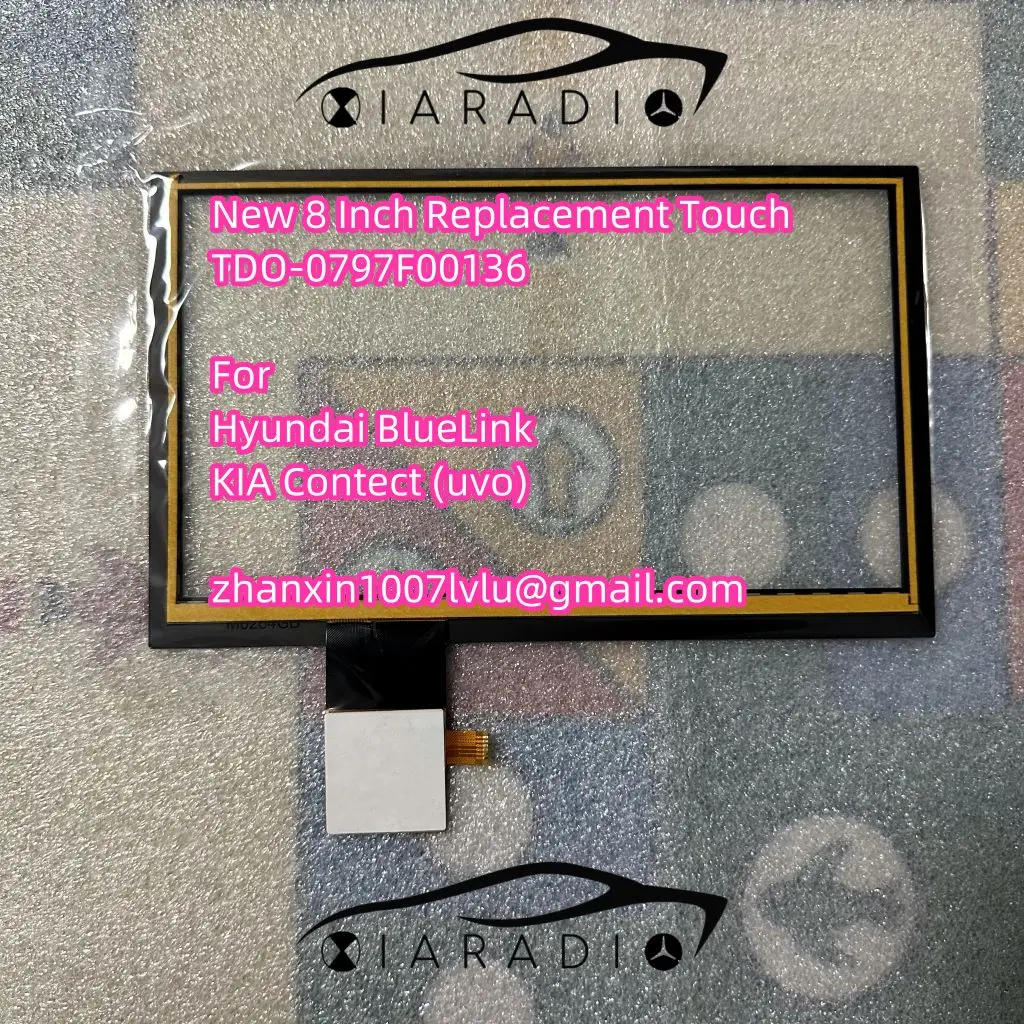 XIARADIO
New 8 Inch Replacement Touch
TDO-0797F00136
For
Hyundai BlueLink
KIA Contect (uvo)
zhanxin1007lvlu@gmail.com
XIARADIO